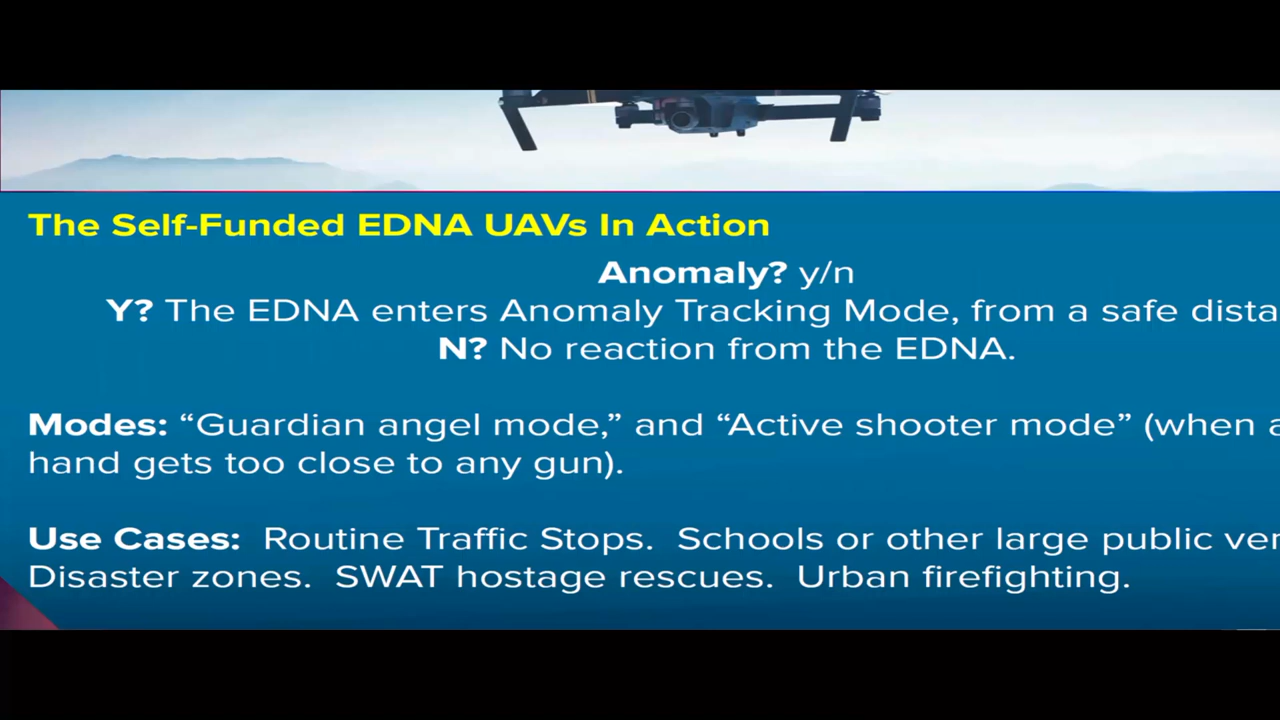 The Self-Funded EDNA UAVs In Action
Anomaly? y/n
Y? The EDNA enters Anomaly Tracking Mode, from a safe dista
N? No reaction from the EDNA.
Modes: “Guardian angel mode,” and “Active shooter mode” (when a
hand gets too close to any gun).
Use Cases:  Routine Traffic Stops.  Schools or other large public ve
Disaster zones.  SWAT hostage rescues.  Urban firefighting.